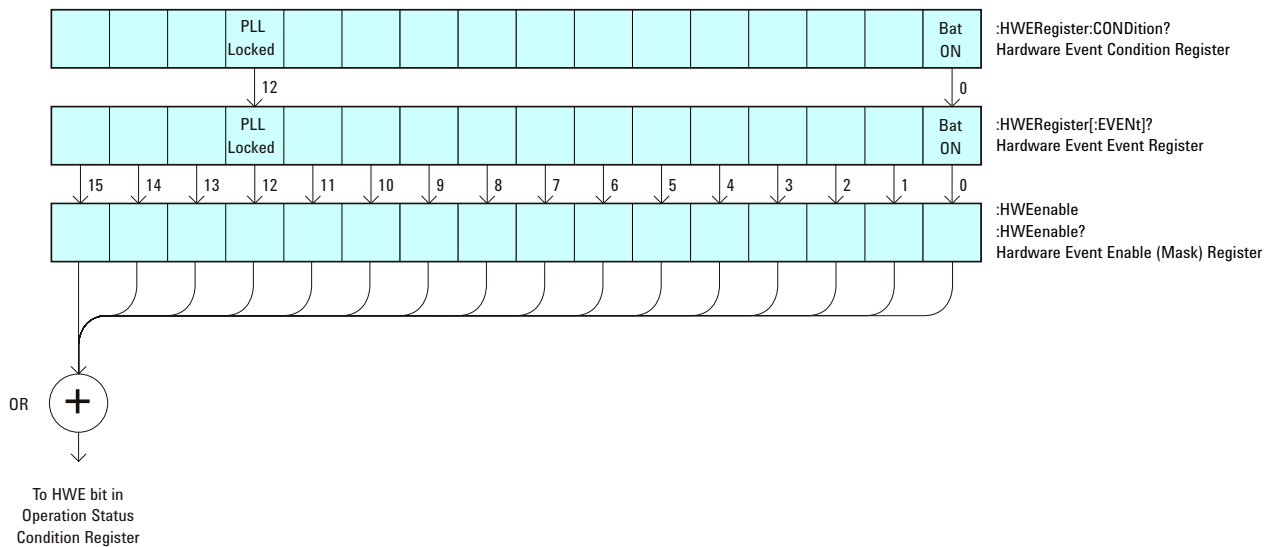 PLL
Locked
Bat
ON
:HWERegister:CONDition?
Hardware Event Condition Register
12
0
PLL
Locked
Bat
ON
:HWERegister[:EVENt]?
Hardware Event Event Register
15 14 13 12 11 10 9 8 7 6 5 4 3 2 1 0
:HWEenable
:HWEenable?
Hardware Event Enable (Mask) Register
OR
+
To HWE bit in
Operation Status
Condition Register